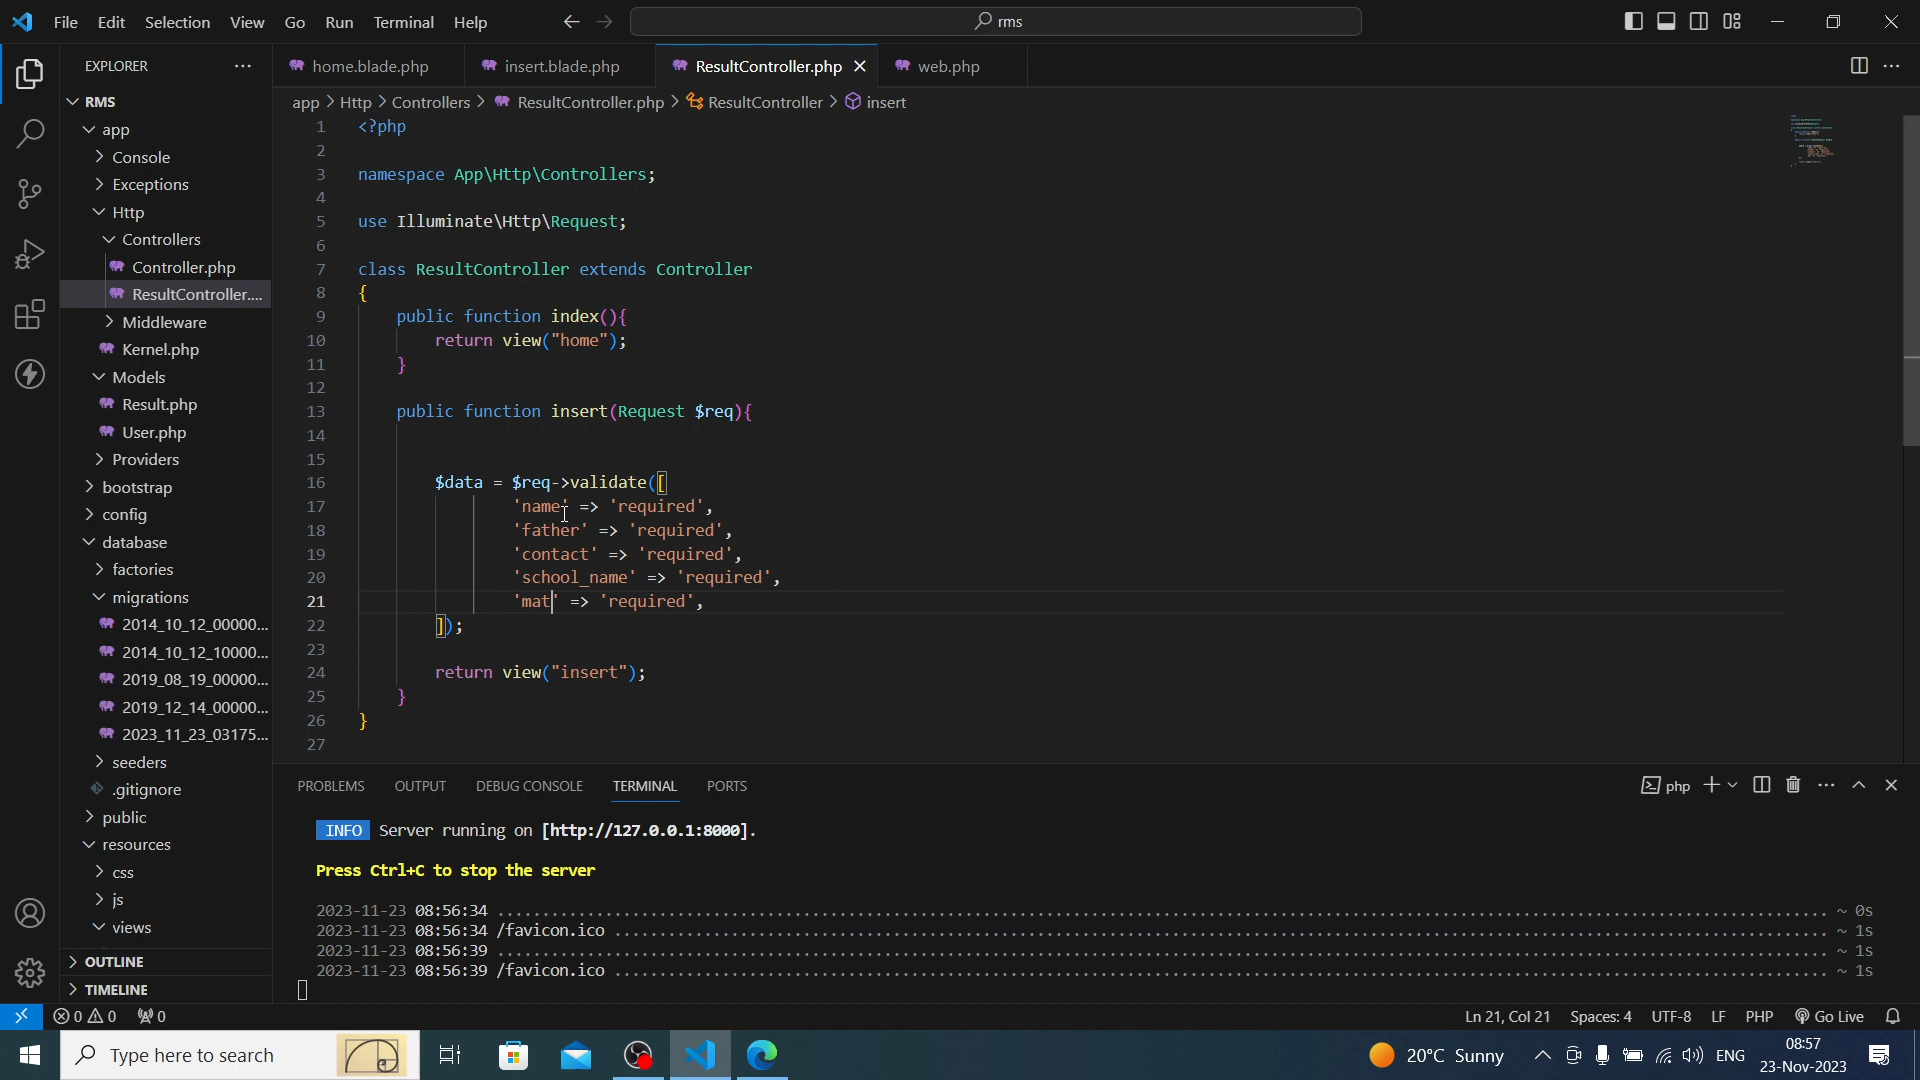 File Edit Selection View Go Run Terminal Help
rms
EXPLORER
RMS
app
Console
Exceptions
Http
Controllers
Controller.php
ResultController....
Middleware
Kernel.php
Models
Result.php
User.php
Providers
bootstrap
config
database
factories
migrations
2014_10_12_00000...
2014_10_12_10000...
2019_08_19_00000...
2019_12_14_00000...
2023_11_23_03175...
seeders
.gitignore
public
resources
css
js
views
OUTLINE
TIMELINE
home.blade.php insert.blade.php ResultController.php web.php
app > Http > Controllers > ResultController.php > ResultController > insert
1 <?php
2
3 namespace App\Http\Controllers;
4
5 use Illuminate\Http\Request;
6
7 class ResultController extends Controller
8 {
9 public function index(){
10 return view("home");
11 }
12
13 public function insert(Request $req){
14
15
16 $data = $req->validate([
17 'name' => 'required',
18 'father' => 'required',
19 'contact' => 'required',
20 'school_name' => 'required',
21 'mat' => 'required',
22 ]);
23
24 return view("insert");
25 }
26 }
27
PROBLEMS OUTPUT DEBUG CONSOLE TERMINAL PORTS
php
INFO Server running on [http://127.0.0.1:8000].
Press Ctrl+C to stop the server
2023-11-23 08:56:34 ........ ~ 0s
2023-11-23 08:56:34 /favicon.ico ........ ~ 1s
2023-11-23 08:56:39 ........ ~ 1s
2023-11-23 08:56:39 /favicon.ico ........ ~ 1s
0 0 0
Ln 21, Col 21 Spaces: 4 UTF-8 LF PHP Go Live
Type here to search
20°C Sunny
ENG
08:57
23-Nov-2023